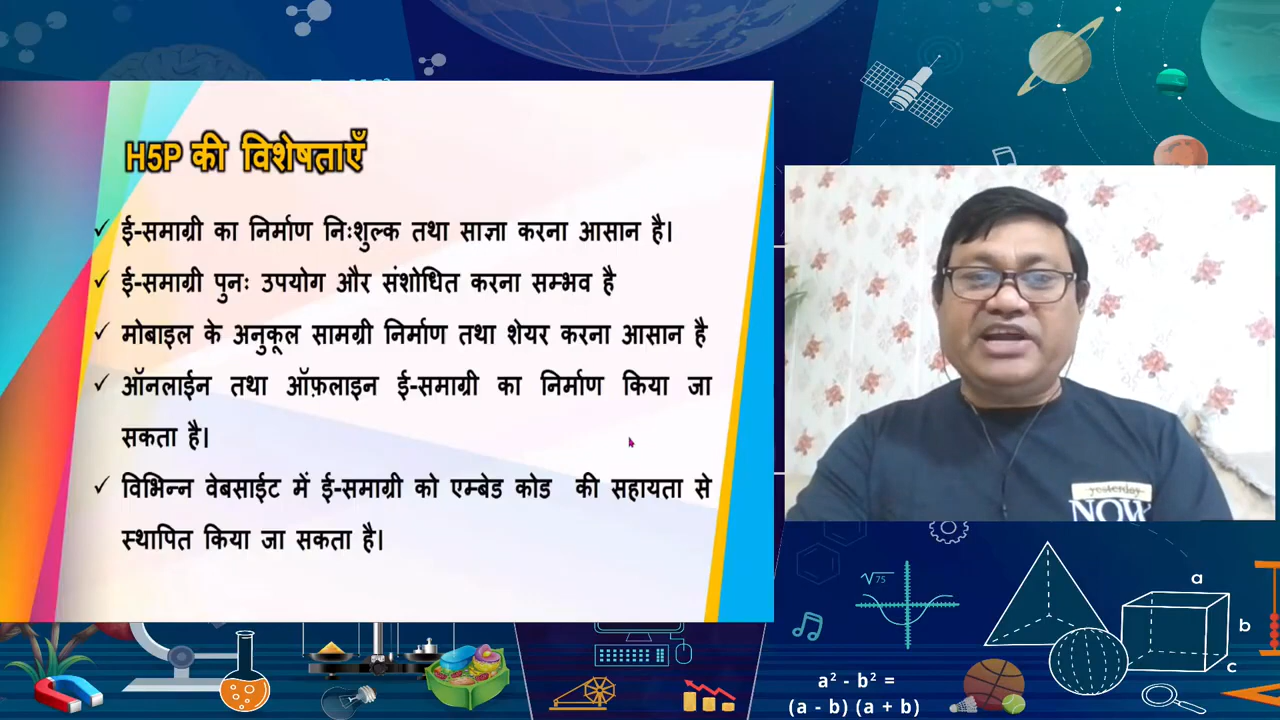 H5P की विशेषताएँ
ई-समाग्री का निर्माण निःशुल्क तथा साज्ञा करना आसान है।
ई-समाग्री पुनः उपयोग और संशोधित करना सम्भव है
मोबाइल के अनुकूल सामग्री निर्माण तथा शेयर करना आसान है
ऑनलाईन तथा ऑफ़लाइन ई-समाग्री का निर्माण किया जा
सकता है।
विभिन्न वेबसाईट में ई-समाग्री को एम्बेड कोड की सहायता से
स्थापित किया जा सकता है।
yesterday
NOW
√75
a
b
c
a² - b² =
(a - b) (a + b)